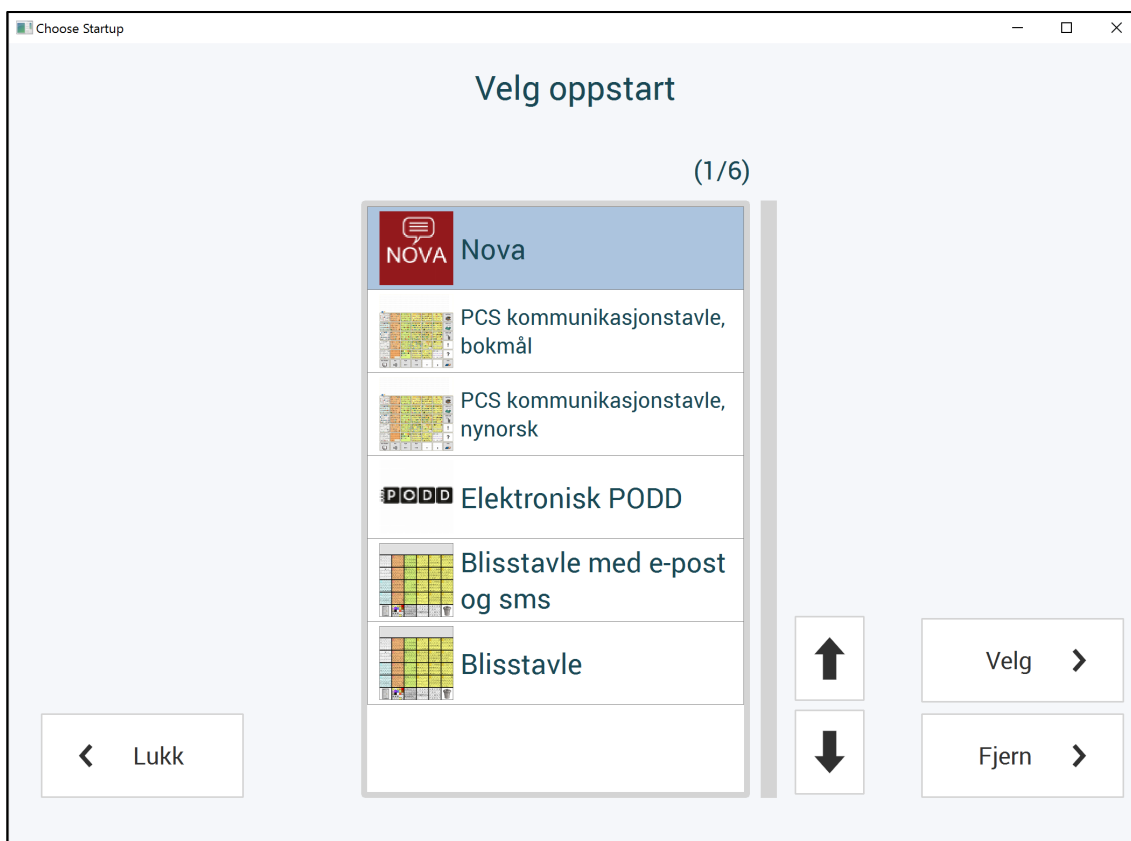 Choose Startup
Velg oppstart
(1/6)
NOVA
Nova
PCS kommunikasjonstavle,
bokmål
PCS kommunikasjonstavle,
nynorsk
PODD
Elektronisk PODD
Blisstavle med e-post
og sms
Blisstavle
Velg
Lukk
Fjern